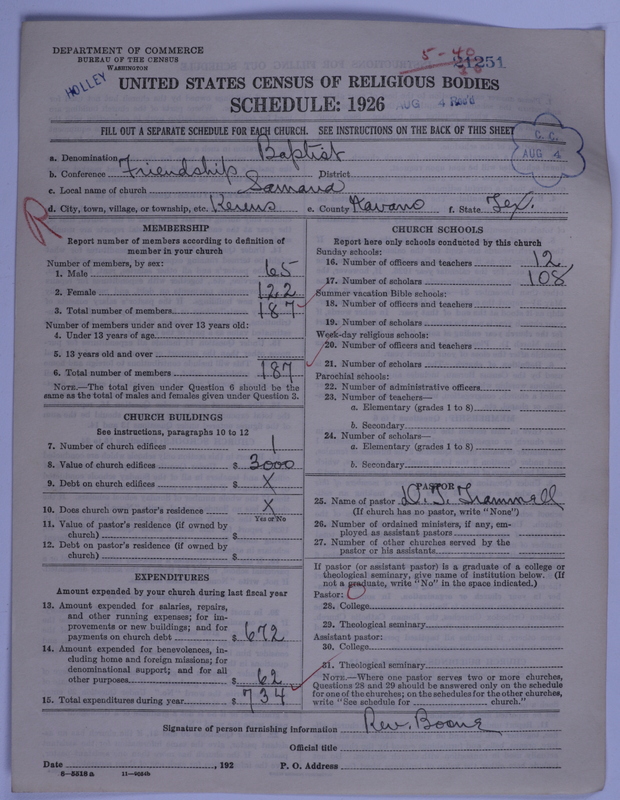 DEPARTMENT OF COMMERCE
BUREAU OF THE CENSUS
WASHINGTON
HOLLEY
5-40
21251
UNITED STATES CENSUS OF RELIGIOUS BODIES
SCHEDULE: 1926
AUG 4 Rec'd
FILL OUT A SEPARATE SCHEDULE FOR EACH CHURCH. SEE INSTRUCTIONS ON THE BACK OF THIS SHEET
C. C.
AUG 4
a. Denomination Baptist
b. Conference Friendship District
c. Local name of church Samaria
d. City, town, village, or township, etc. Kerens e. County Navarro f. State Tex.
R
MEMBERSHIP
Report number of members according to definition of
member in your church
Number of members, by sex:
1. Male 65
2. Female 122
3. Total number of members 187
Number of members under and over 13 years old:
4. Under 13 years of age
5. 13 years old and over
6. Total number of members 187
NOTE.—The total given under Question 6 should be the
same as the total of males and females given under Question 3.
CHURCH BUILDINGS
See instructions, paragraphs 10 to 12
7. Number of church edifices 1
8. Value of church edifices $ 3000
9. Debt on church edifices $ X
10. Does church own pastor's residence X
Yes or No
11. Value of pastor's residence (if owned by
church) $
12. Debt on pastor's residence (if owned by
church) $
EXPENDITURES
Amount expended by your church during last fiscal year
13. Amount expended for salaries, repairs,
and other running expenses; for im-
provements or new buildings; and for
payments on church debt $ 672
14. Amount expended for benevolences, in-
cluding home and foreign missions; for
denominational support; and for all
other purposes $ 62
15. Total expenditures during year $ 734
CHURCH SCHOOLS
Report here only schools conducted by this church
Sunday schools:
16. Number of officers and teachers 12
17. Number of scholars 108
Summer vacation Bible schools:
18. Number of officers and teachers
19. Number of scholars
Week-day religious schools:
20. Number of officers and teachers
21. Number of scholars
Parochial schools:
22. Number of administrative officers
23. Number of teachers—
a. Elementary (grades 1 to 8)
b. Secondary
24. Number of scholars—
a. Elementary (grades 1 to 8)
b. Secondary
PASTOR
25. Name of pastor Trammell
(If church has no pastor, write "None")
26. Number of ordained ministers, if any, em-
ployed as assistant pastors
27. Number of other churches served by the
pastor or his assistants
If pastor (or assistant pastor) is a graduate of a college or
theological seminary, give name of institution below. (If
not a graduate, write "No" in the space indicated.)
Pastor: O
28. College
29. Theological seminary
Assistant pastor:
30. College
31. Theological seminary
NOTE.—Where one pastor serves two or more churches,
Questions 28 and 29 should be answered only on the schedule
for one of the churches; on the schedules for the other churches,
write "See schedule for church."
Signature of person furnishing information Rev. Boone
Official title
Date , 192 P. O. Address
8-5518 a